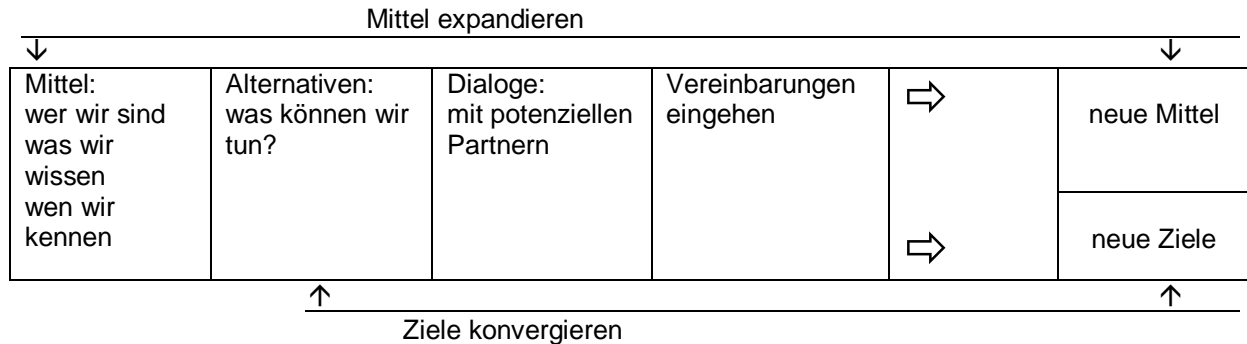 Mittel expandieren
Mittel:
wer wir sind
was wir
wissen
wen wir
kennen
Alternativen:
was können wir
tun?
Dialoge:
mit potenziellen
Partnern
Vereinbarungen
eingehen
neue Mittel
neue Ziele
Ziele konvergieren